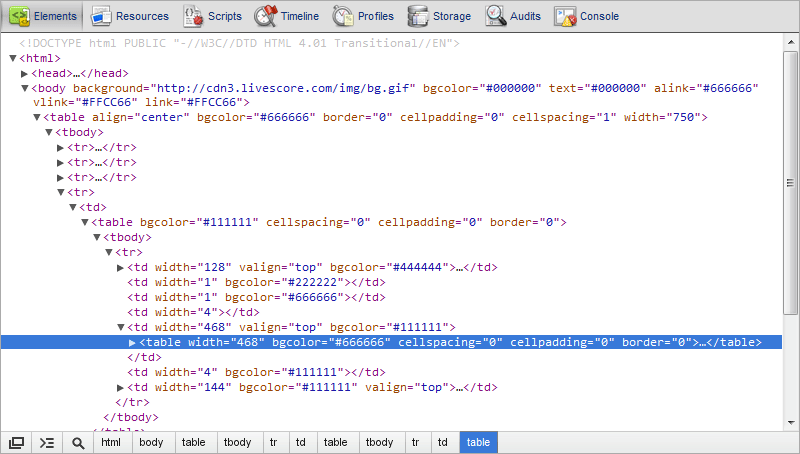 Elements Resources Scripts Timeline Profiles Storage Audits Console
<!DOCTYPE html PUBLIC "-//W3C//DTD HTML 4.01 Transitional//EN">
▼<html>
▶<head>…</head>
▼<body background="http://cdn3.livescore.com/img/bg.gif" bgcolor="#000000" text="#000000" alink="#666666"
vlink="#FFCC66" link="#FFCC66">
▼<table align="center" bgcolor="#666666" border="0" cellpadding="0" cellspacing="1" width="750">
▼<tbody>
▶<tr>…</tr>
▶<tr>…</tr>
▶<tr>…</tr>
▼<tr>
▼<td>
▼<table bgcolor="#111111" cellspacing="0" cellpadding="0" border="0">
▼<tbody>
▼<tr>
▶<td width="128" valign="top" bgcolor="#444444">…</td>
<td width="1" bgcolor="#222222"></td>
<td width="1" bgcolor="#666666"></td>
<td width="4"></td>
▼<td width="468" valign="top" bgcolor="#111111">
▶<table width="468" bgcolor="#666666" cellspacing="0" cellpadding="0" border="0">…</table>
</td>
<td width="4" bgcolor="#111111"></td>
▶<td width="144" bgcolor="#111111" valign="top">…</td>
</tr>
</tbody>
</table>
html body table tbody tr td table tbody tr td table